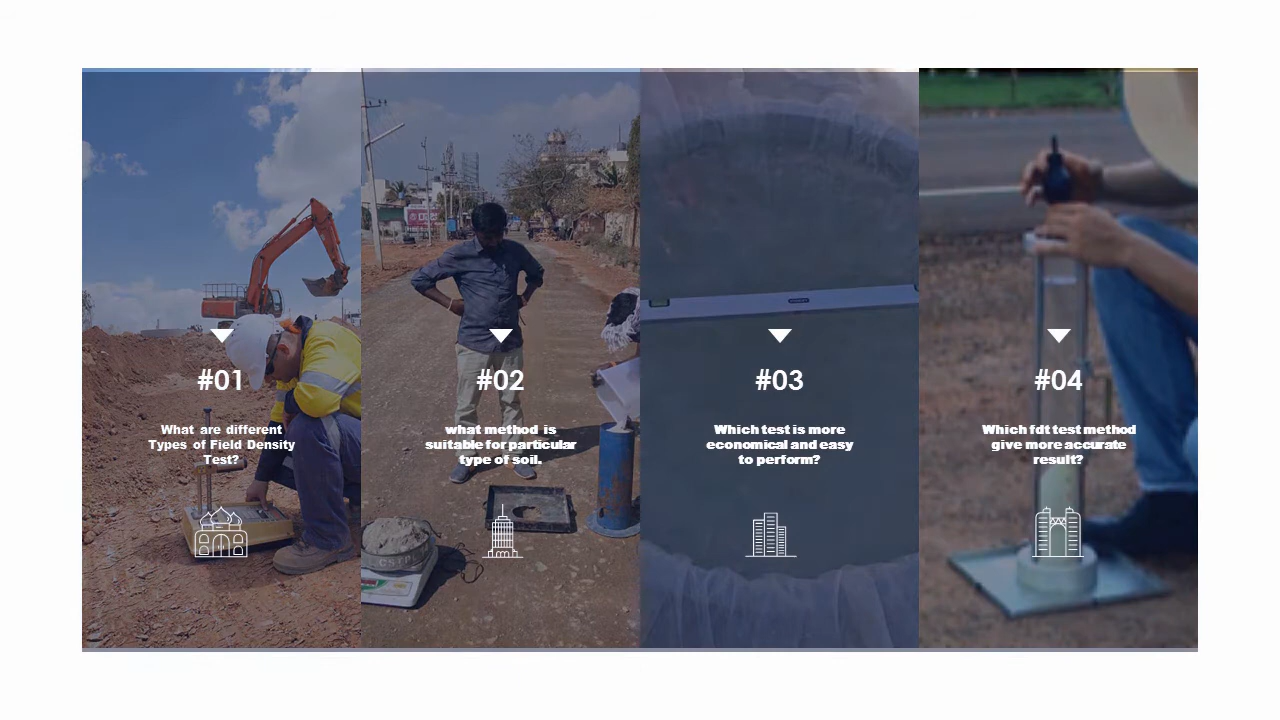 #01
What are different
Types of Field Density
Test?
#02
what method is
suitable for particular
type of soil.
#03
Which test is more
economical and easy
to perform?
#04
Which fdt test method
give more accurate
result?